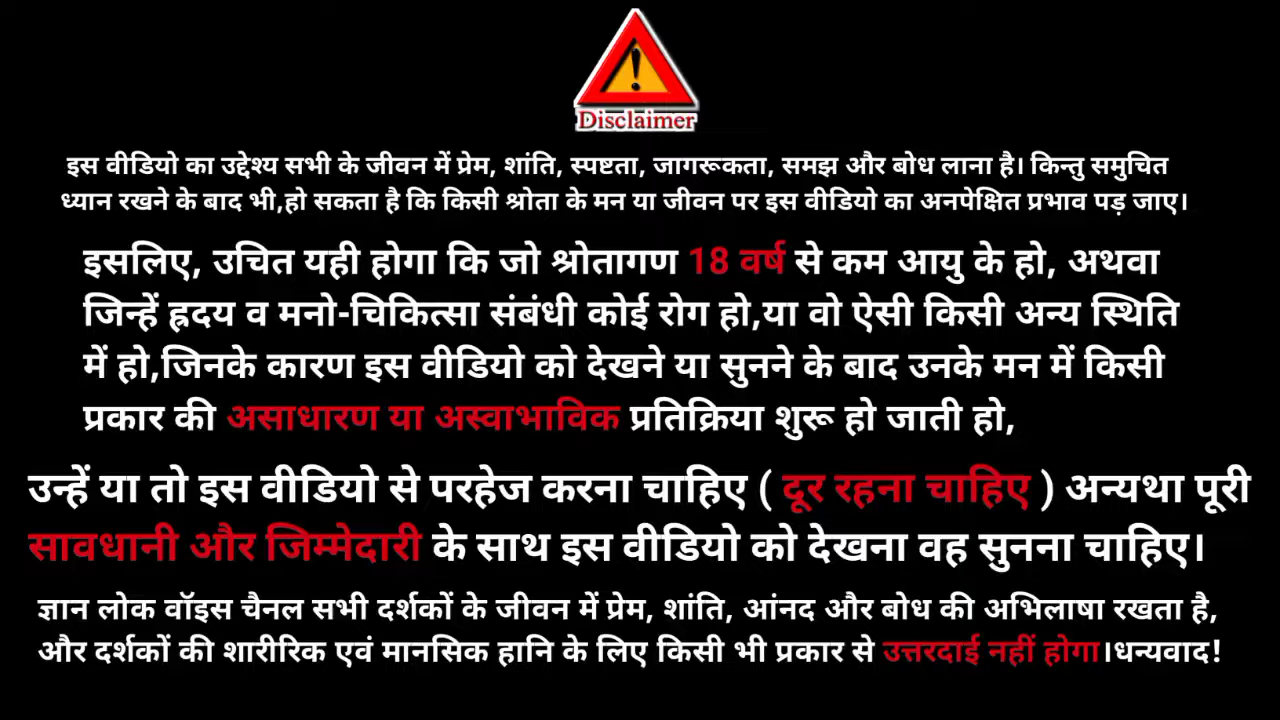 Disclaimer
इस वीडियो का उद्देश्य सभी के जीवन में प्रेम, शांति, स्पष्टता, जागरूकता, समझ और बोध लाना है। किन्तु समुचित
ध्यान रखने के बाद भी,हो सकता है कि किसी श्रोता के मन या जीवन पर इस वीडियो का अनपेक्षित प्रभाव पड़ जाए।
इसलिए, उचित यही होगा कि जो श्रोतागण 18 वर्ष से कम आयु के हो, अथवा
जिन्हें ह्रदय व मनो-चिकित्सा संबंधी कोई रोग हो,या वो ऐसी किसी अन्य स्थिति
में हो,जिनके कारण इस वीडियो को देखने या सुनने के बाद उनके मन में किसी
प्रकार की असाधारण या अस्वाभाविक प्रतिक्रिया शुरू हो जाती हो,
उन्हें या तो इस वीडियो से परहेज करना चाहिए ( दूर रहना चाहिए ) अन्यथा पूरी
सावधानी और जिम्मेदारी के साथ इस वीडियो को देखना वह सुनना चाहिए।
ज्ञान लोक वॉइस चैनल सभी दर्शकों के जीवन में प्रेम, शांति, आंनद और बोध की अभिलाषा रखता है,
और दर्शकों की शारीरिक एवं मानसिक हानि के लिए किसी भी प्रकार से उत्तरदाई नहीं होगा।धन्यवाद!